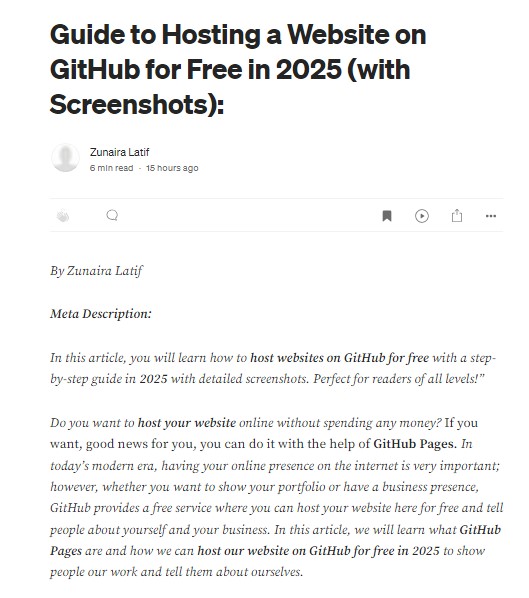 Guide to Hosting a Website on
GitHub for Free in 2025 (with
Screenshots):
Zunaira Latif
6 min read · 15 hours ago
By Zunaira Latif
Meta Description:
In this article, you will learn how to host websites on GitHub for free with a step-
by-step guide in 2025 with detailed screenshots. Perfect for readers of all levels!”
Do you want to host your website online without spending any money? If you
want, good news for you, you can do it with the help of GitHub Pages. In
today’s modern era, having your online presence on the internet is very important;
however, whether you want to show your portfolio or have a business presence,
GitHub provides a free service where you can host your website here for free and tell
people about yourself and your business. In this article, we will learn what GitHub
Pages are and how we can host our website on GitHub for free in 2025 to show
people our work and tell them about ourselves.